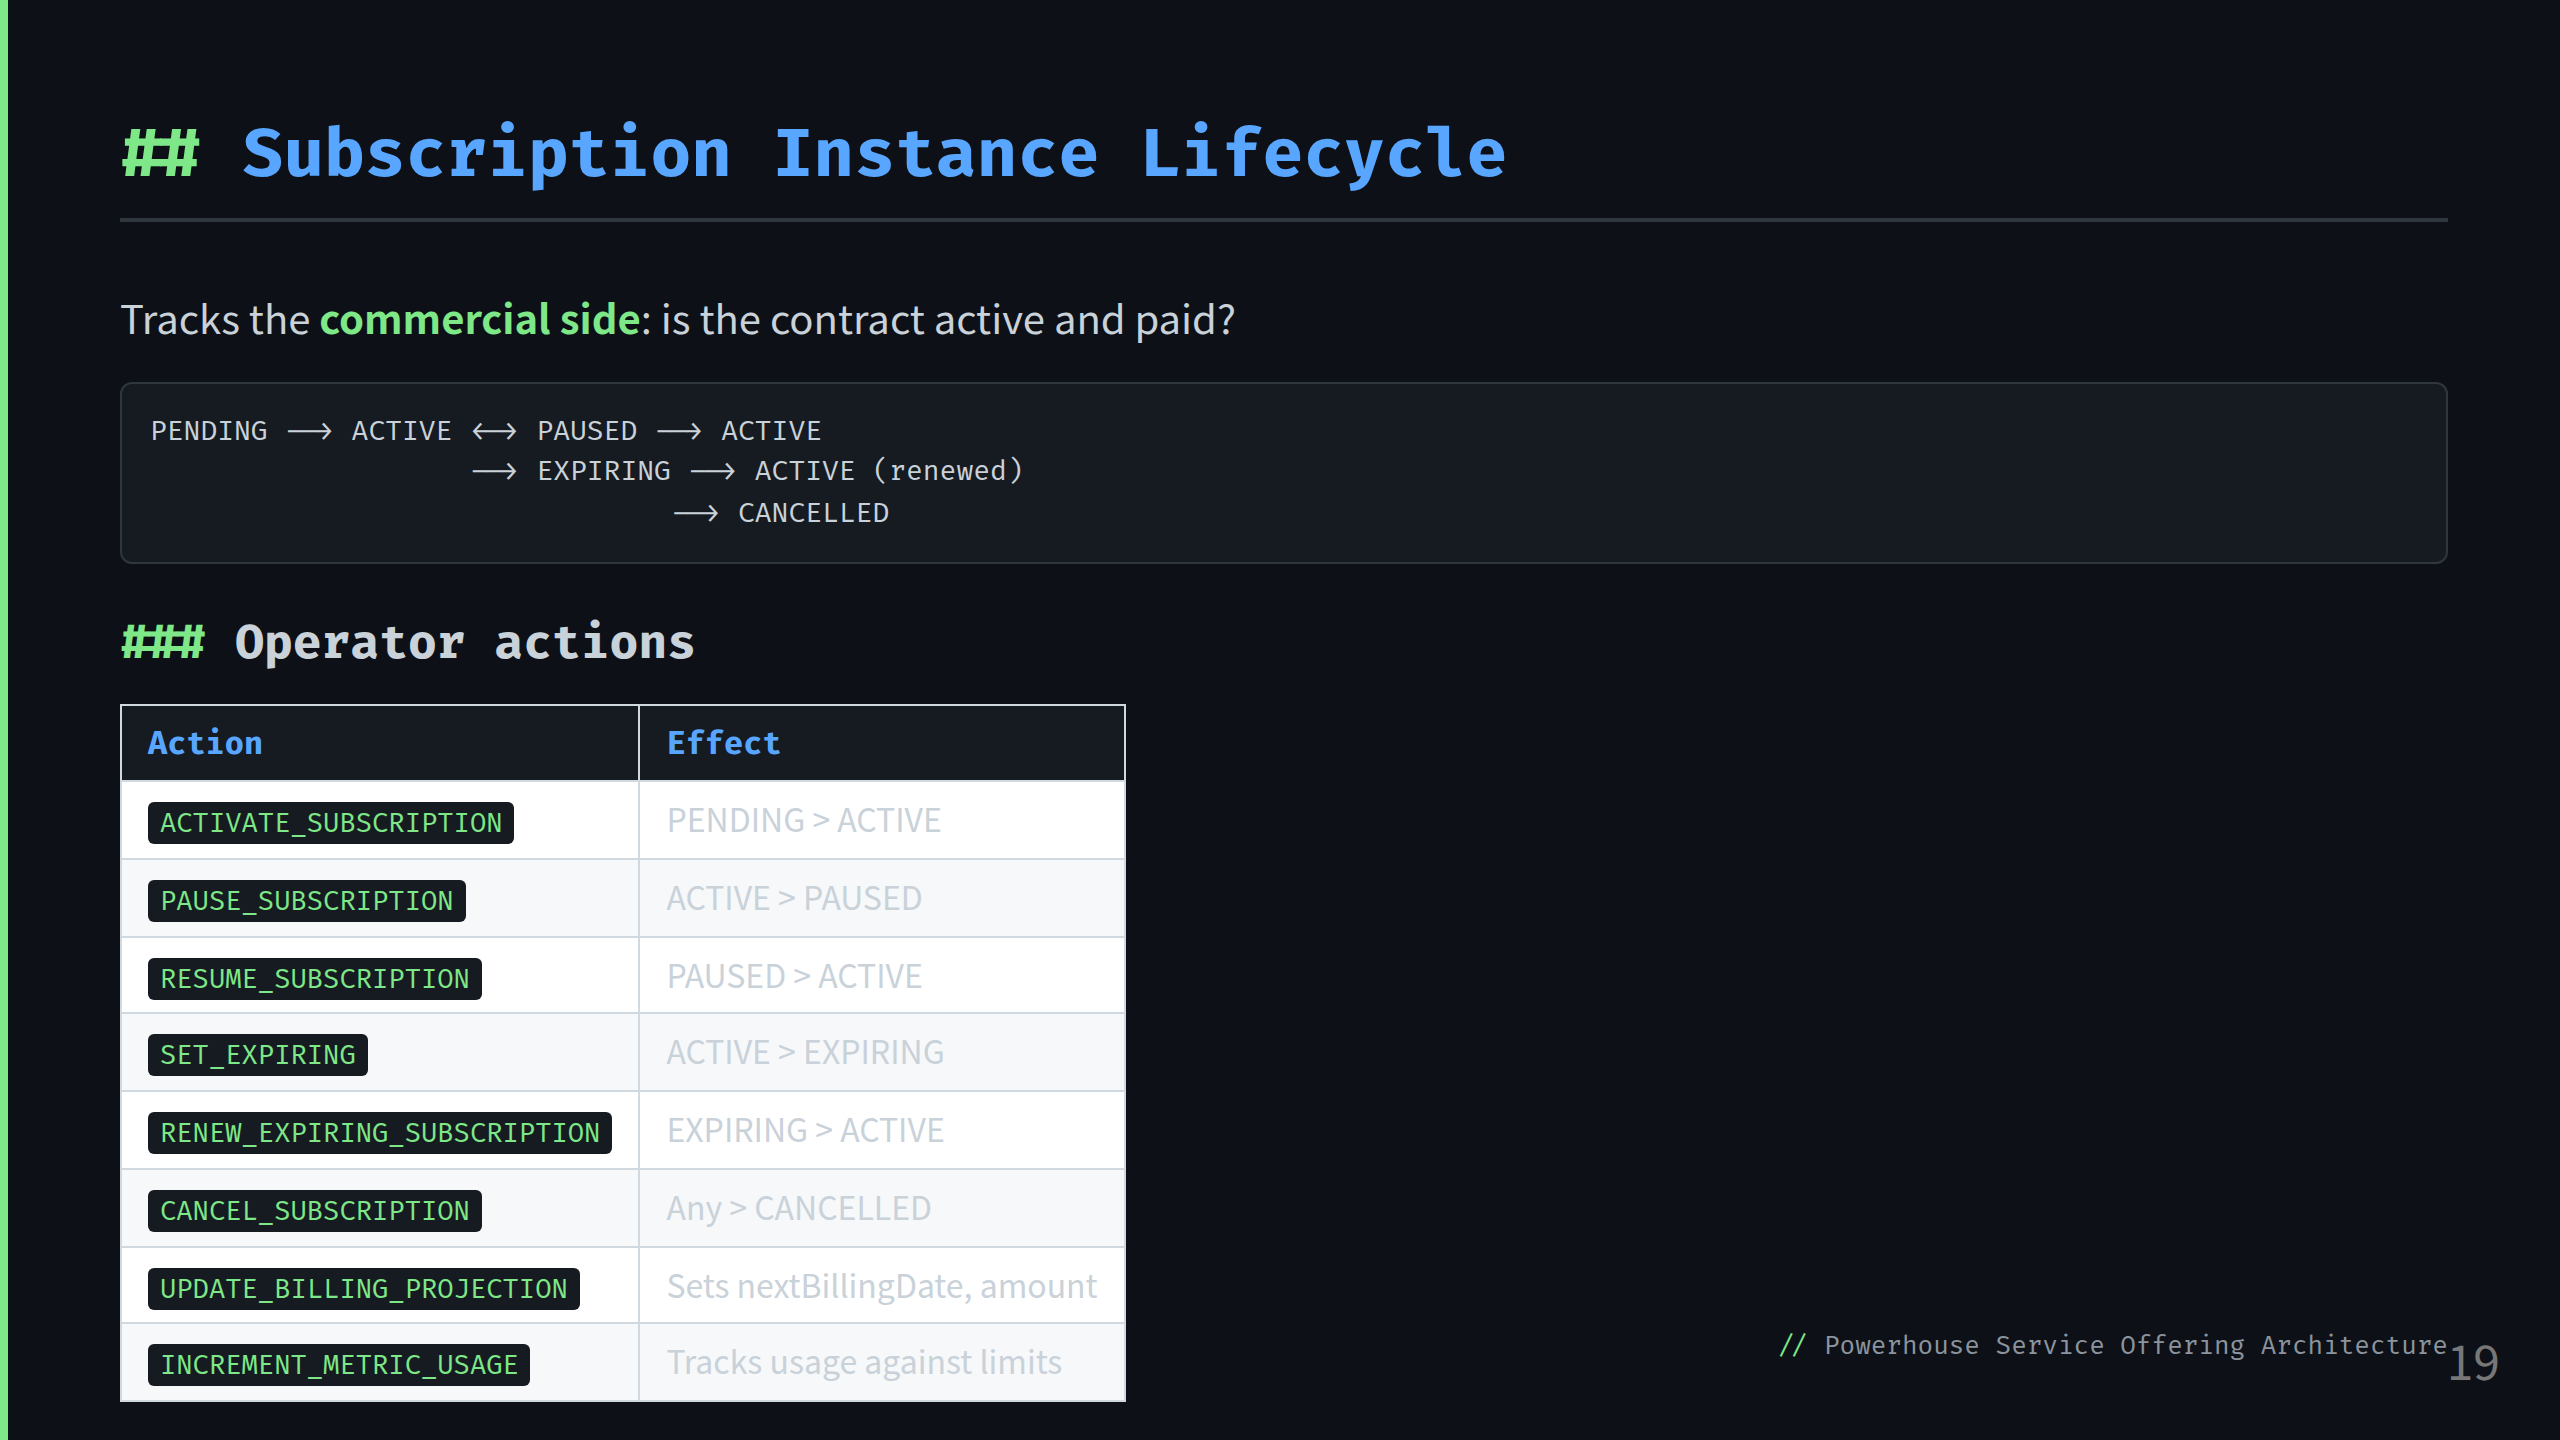 ## Subscription Instance Lifecycle
Tracks the commercial side: is the contract active and paid?
PENDING ⟶ ACTIVE ⟷ PAUSED ⟶ ACTIVE
⟶ EXPIRING ⟶ ACTIVE (renewed)
⟶ CANCELLED
### Operator actions
Action Effect
ACTIVATE_SUBSCRIPTION PENDING > ACTIVE
PAUSE_SUBSCRIPTION ACTIVE > PAUSED
RESUME_SUBSCRIPTION PAUSED > ACTIVE
SET_EXPIRING ACTIVE > EXPIRING
RENEW_EXPIRING_SUBSCRIPTION EXPIRING > ACTIVE
CANCEL_SUBSCRIPTION Any > CANCELLED
UPDATE_BILLING_PROJECTION Sets nextBillingDate, amount
INCREMENT_METRIC_USAGE Tracks usage against limits
// Powerhouse Service Offering Architecture
19